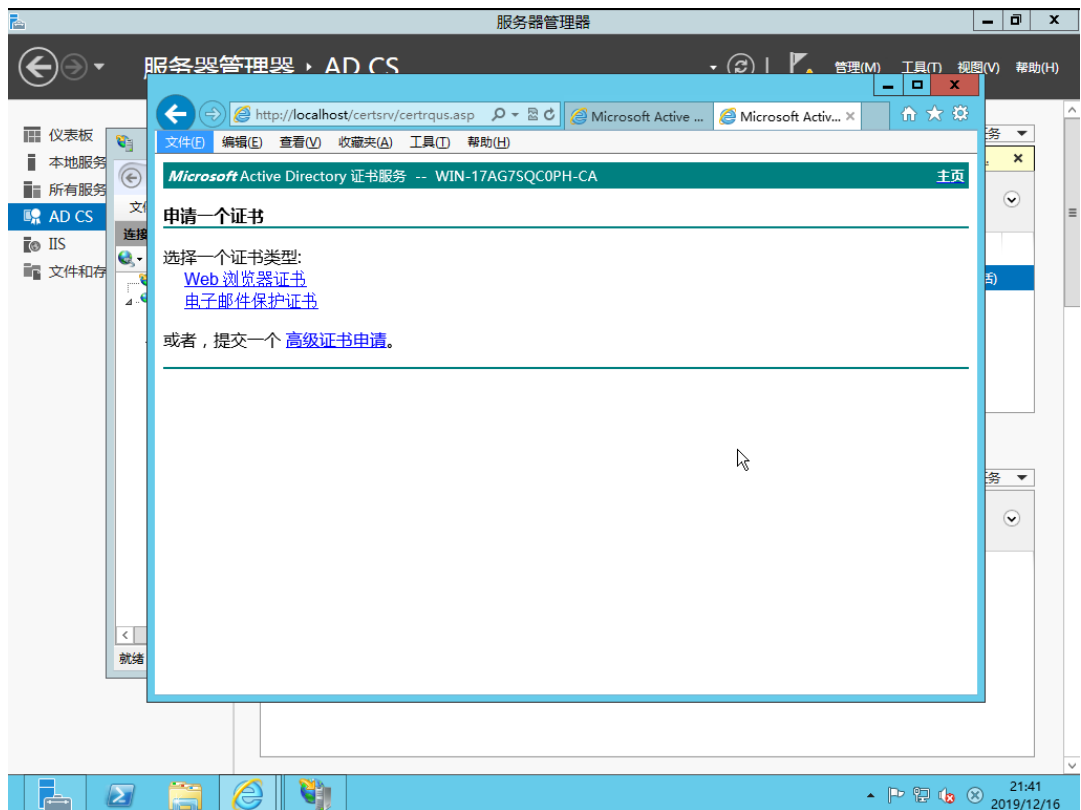 服务器管理器
服务器管理器 · AD CS
管理(M) 工具(T) 视图(V) 帮助(H)
仪表板
本地服务
所有服务
AD CS
IIS
文件和存
http://localhost/certsrv/certrqus.asp
Microsoft Active ...
Microsoft Activ...
文件(F) 编辑(E) 查看(V) 收藏夹(A) 工具(T) 帮助(H)
Microsoft Active Directory 证书服务 -- WIN-17AG7SQC0PH-CA 主页
申请一个证书
选择一个证书类型:
Web 浏览器证书
电子邮件保护证书
或者，提交一个 高级证书申请。
连接
就绪
21:41
2019/12/16